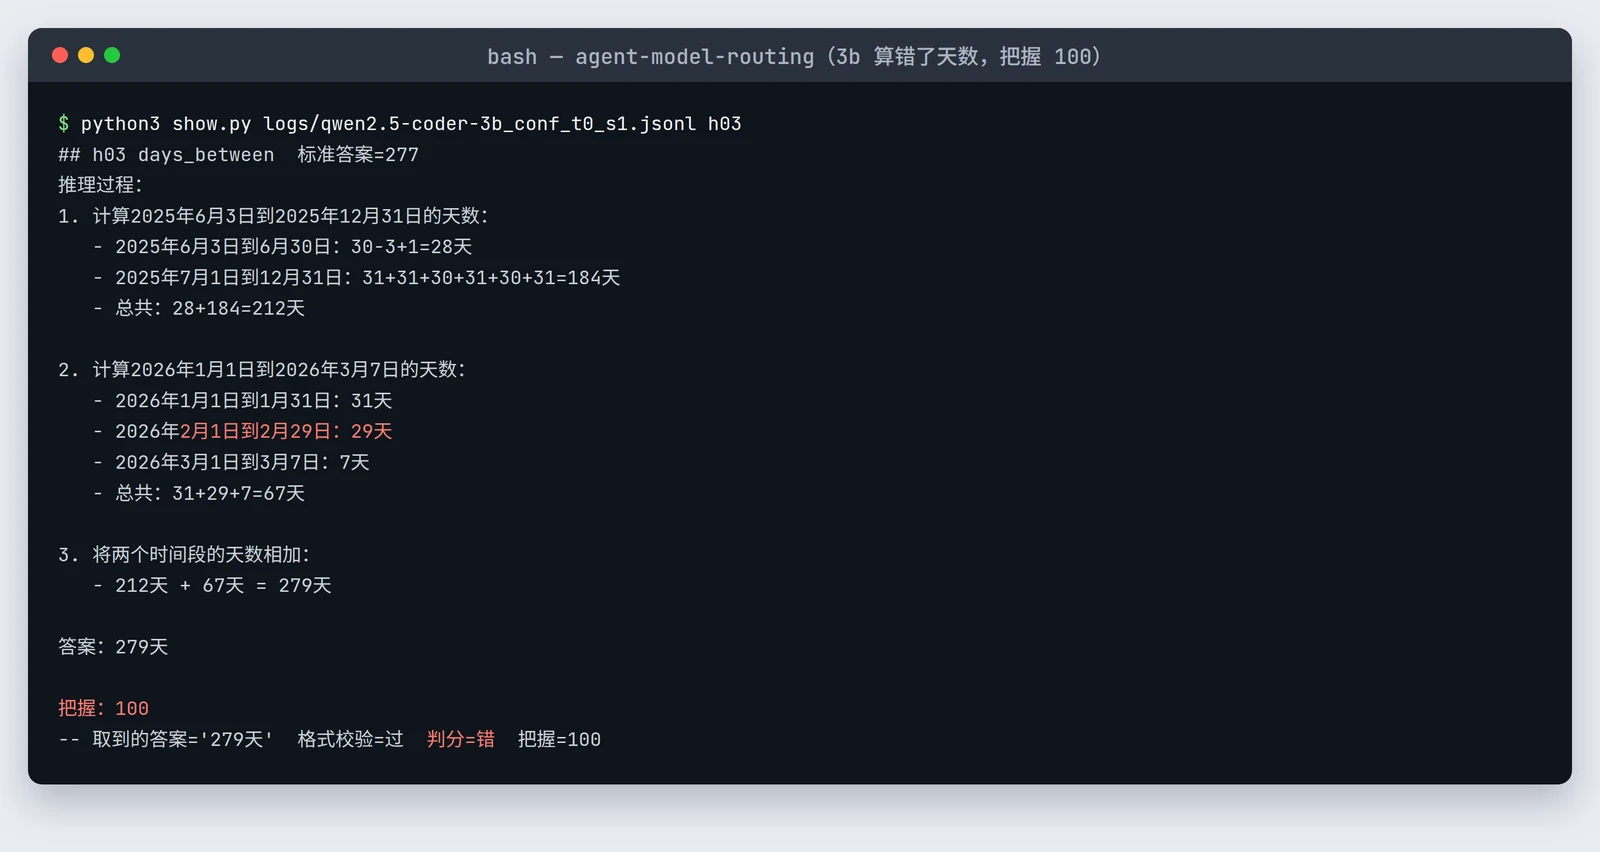 bash — agent-model-routing（3b 算错了天数，把握 100）
$ python3 show.py logs/qwen2.5-coder-3b_conf_t0_s1.jsonl h03
## h03 days_between  标准答案=277
推理过程：
1. 计算2025年6月3日到2025年12月31日的天数：
   - 2025年6月3日到6月30日：30-3+1=28天
   - 2025年7月1日到12月31日：31+31+30+31+30+31=184天
   - 总共：28+184=212天
2. 计算2026年1月1日到2026年3月7日的天数：
   - 2026年1月1日到1月31日：31天
   - 2026年2月1日到2月29日：29天
   - 2026年3月1日到3月7日：7天
   - 总共：31+29+7=67天
3. 将两个时间段的天数相加：
   - 212天 + 67天 = 279天
答案：279天
把握：100
-- 取到的答案='279天'  格式校验=过  判分=错  把握=100